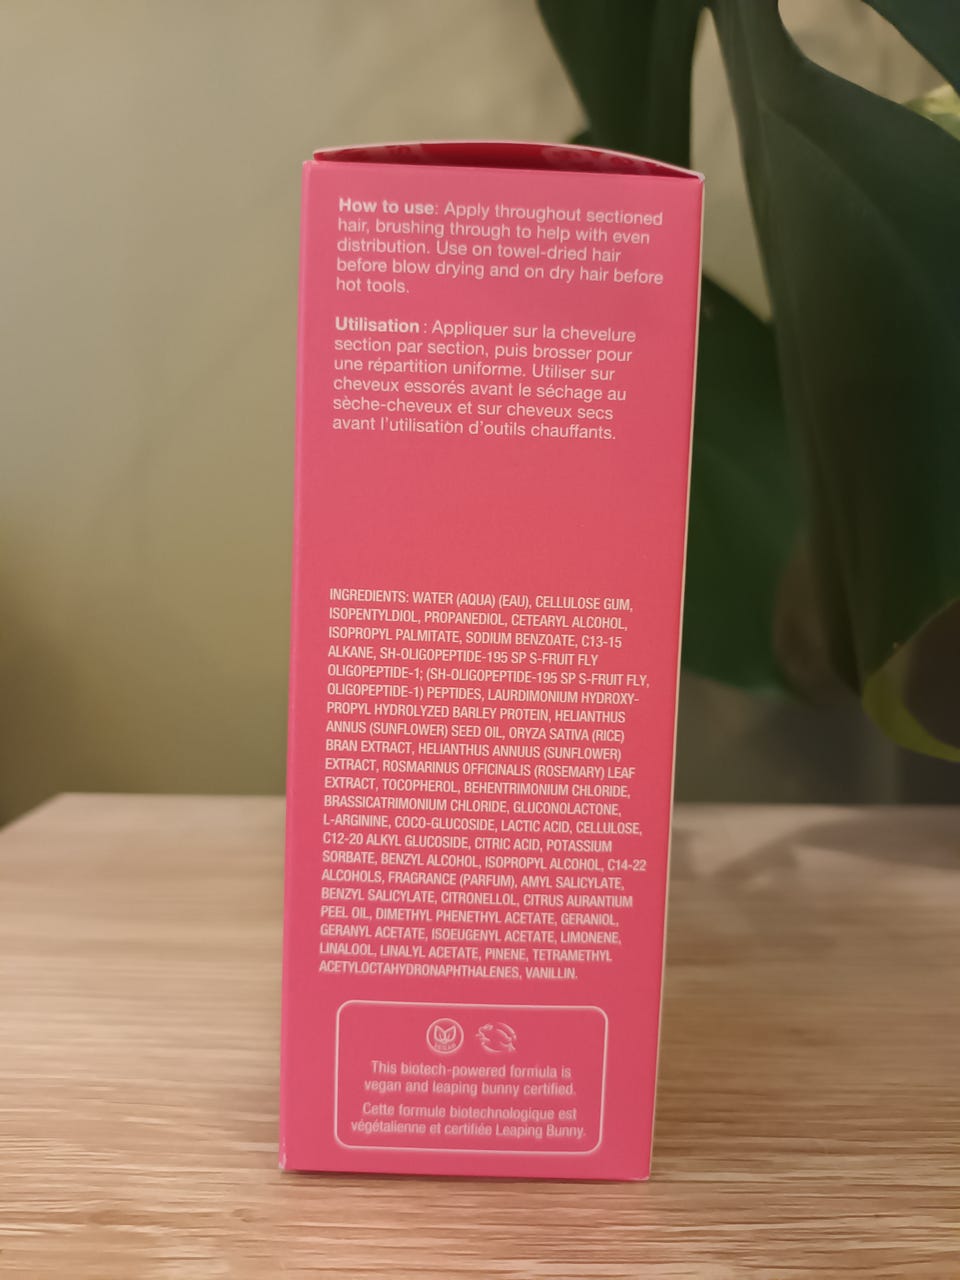 How to use: Apply throughout sectioned
hair, brushing through to help with even
distribution. Use on towel-dried hair
before blow drying and on dry hair before
hot tools.
Utilisation : Appliquer sur la chevelure
section par section, puis brosser pour
une répartition uniforme. Utiliser sur
cheveux essorés avant le séchage au
sèche-cheveux et sur cheveux secs
avant l'utilisation d'outils chauffants.
INGREDIENTS: WATER (AQUA) (EAU), CELLULOSE GUM,
ISOPENTYLDIOL, PROPANEDIOL, CETEARYL ALCOHOL,
ISOPROPYL PALMITATE, SODIUM BENZOATE, C13-15
ALKANE, SH-OLIGOPEPTIDE-195 SP S-FRUIT FLY
OLIGOPEPTIDE-1; (SH-OLIGOPEPTIDE-195 SP S-FRUIT FLY,
OLIGOPEPTIDE-1) PEPTIDES, LAURDIMONIUM HYDROXY-
PROPYL HYDROLYZED BARLEY PROTEIN, HELIANTHUS
ANNUS (SUNFLOWER) SEED OIL, ORYZA SATIVA (RICE)
BRAN EXTRACT, HELIANTHUS ANNUUS (SUNFLOWER)
EXTRACT, ROSMARINUS OFFICINALIS (ROSEMARY) LEAF
EXTRACT, TOCOPHEROL, BEHENTRIMONIUM CHLORIDE,
BRASSICATRIMONIUM CHLORIDE, GLUCONOLACTONE,
L-ARGININE, COCO-GLUCOSIDE, LACTIC ACID, CELLULOSE,
C12-20 ALKYL GLUCOSIDE, CITRIC ACID, POTASSIUM
SORBATE, BENZYL ALCOHOL, ISOPROPYL ALCOHOL, C14-22
ALCOHOLS, FRAGRANCE (PARFUM), AMYL SALICYLATE,
BENZYL SALICYLATE, CITRONELLOL, CITRUS AURANTIUM
PEEL OIL, DIMETHYL PHENETHYL ACETATE, GERANIOL,
GERANYL ACETATE, ISOEUGENYL ACETATE, LIMONENE,
LINALOOL, LINALYL ACETATE, PINENE, TETRAMETHYL
ACETYLOCTAHYDRONAPHTHALENES, VANILLIN.
VEGAN
This biotech-powered formula is
vegan and leaping bunny certified.
Cette formule biotechnologique est
végétalienne et certifiée Leaping Bunny.